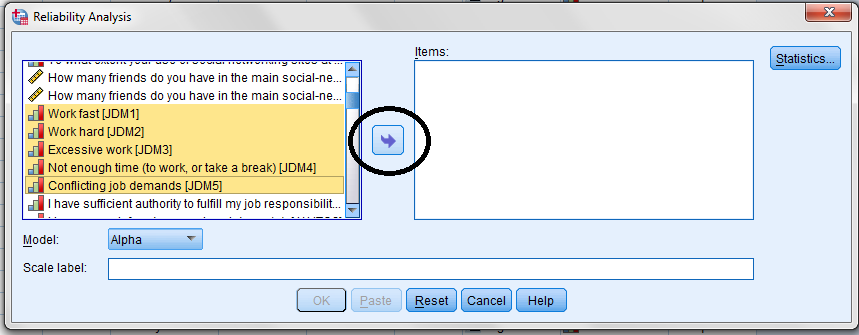 Reliability Analysis
Items:
Statistics...
How many friends do you have in the main social-ne...
How many friends do you have in the main social-ne...
Work fast [JDM1]
Work hard [JDM2]
Excessive work [JDM3]
Not enough time (to work, or take a break) [JDM4]
Conflicting job demands [JDM5]
I have sufficient authority to fulfill my job responsibilit...
Model:
Alpha
Scale label:
OK Paste Reset Cancel Help